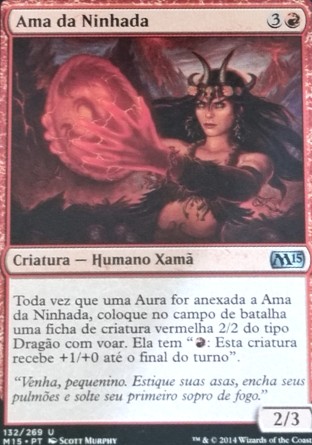 Ama da Ninhada 3
M15
Criatura — Humano Xamã
Toda vez que uma Aura for anexada a Ama
da Ninhada, coloque no campo de batalha
uma ficha de criatura vermelha 2/2 do tipo
Dragão com voar. Ela tem “: Esta criatura
recebe +1/+0 até o final do turno”.
“Venha, pequenino. Estique suas asas, encha seus
pulmões e solte seu primeiro sopro de fogo.”
2/3
132/269 U
M15 • PT Scott Murphy
™ & © 2014 Wizards of the Coast